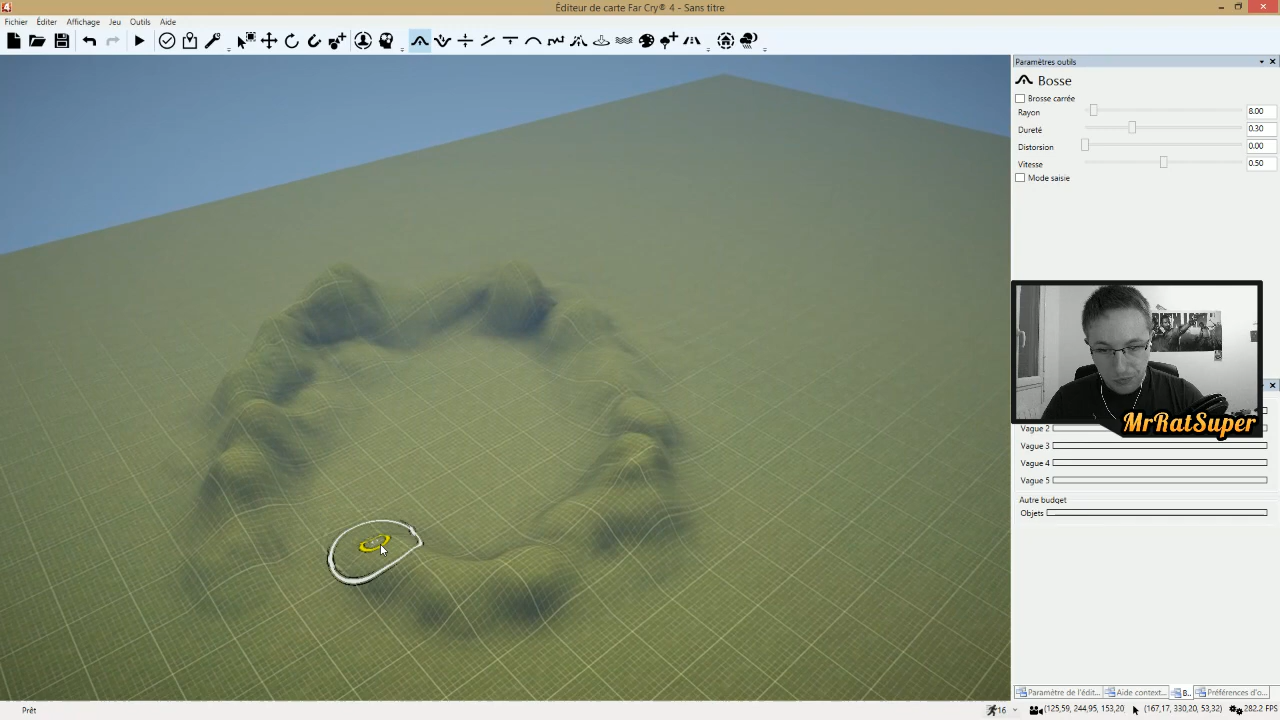 Éditeur de carte Far Cry® 4 - Sans titre
Fichier Éditer Affichage Jeu Outils Aide
Paramètres outils
Bosse
Brosse carrée
Rayon 8.00
Dureté 0.30
Distorsion 0.00
Vitesse 0.50
Mode saisie
MrRatSuper
Vague 2
Vague 3
Vague 4
Vague 5
Autre budget
Objets
Paramètre de l'édit... Aide context... B.. Préférences d'o...
Prêt 16 (125,59, 244,95, 153,20) (167,17, 330,20, 53,32) 282.2 FPS